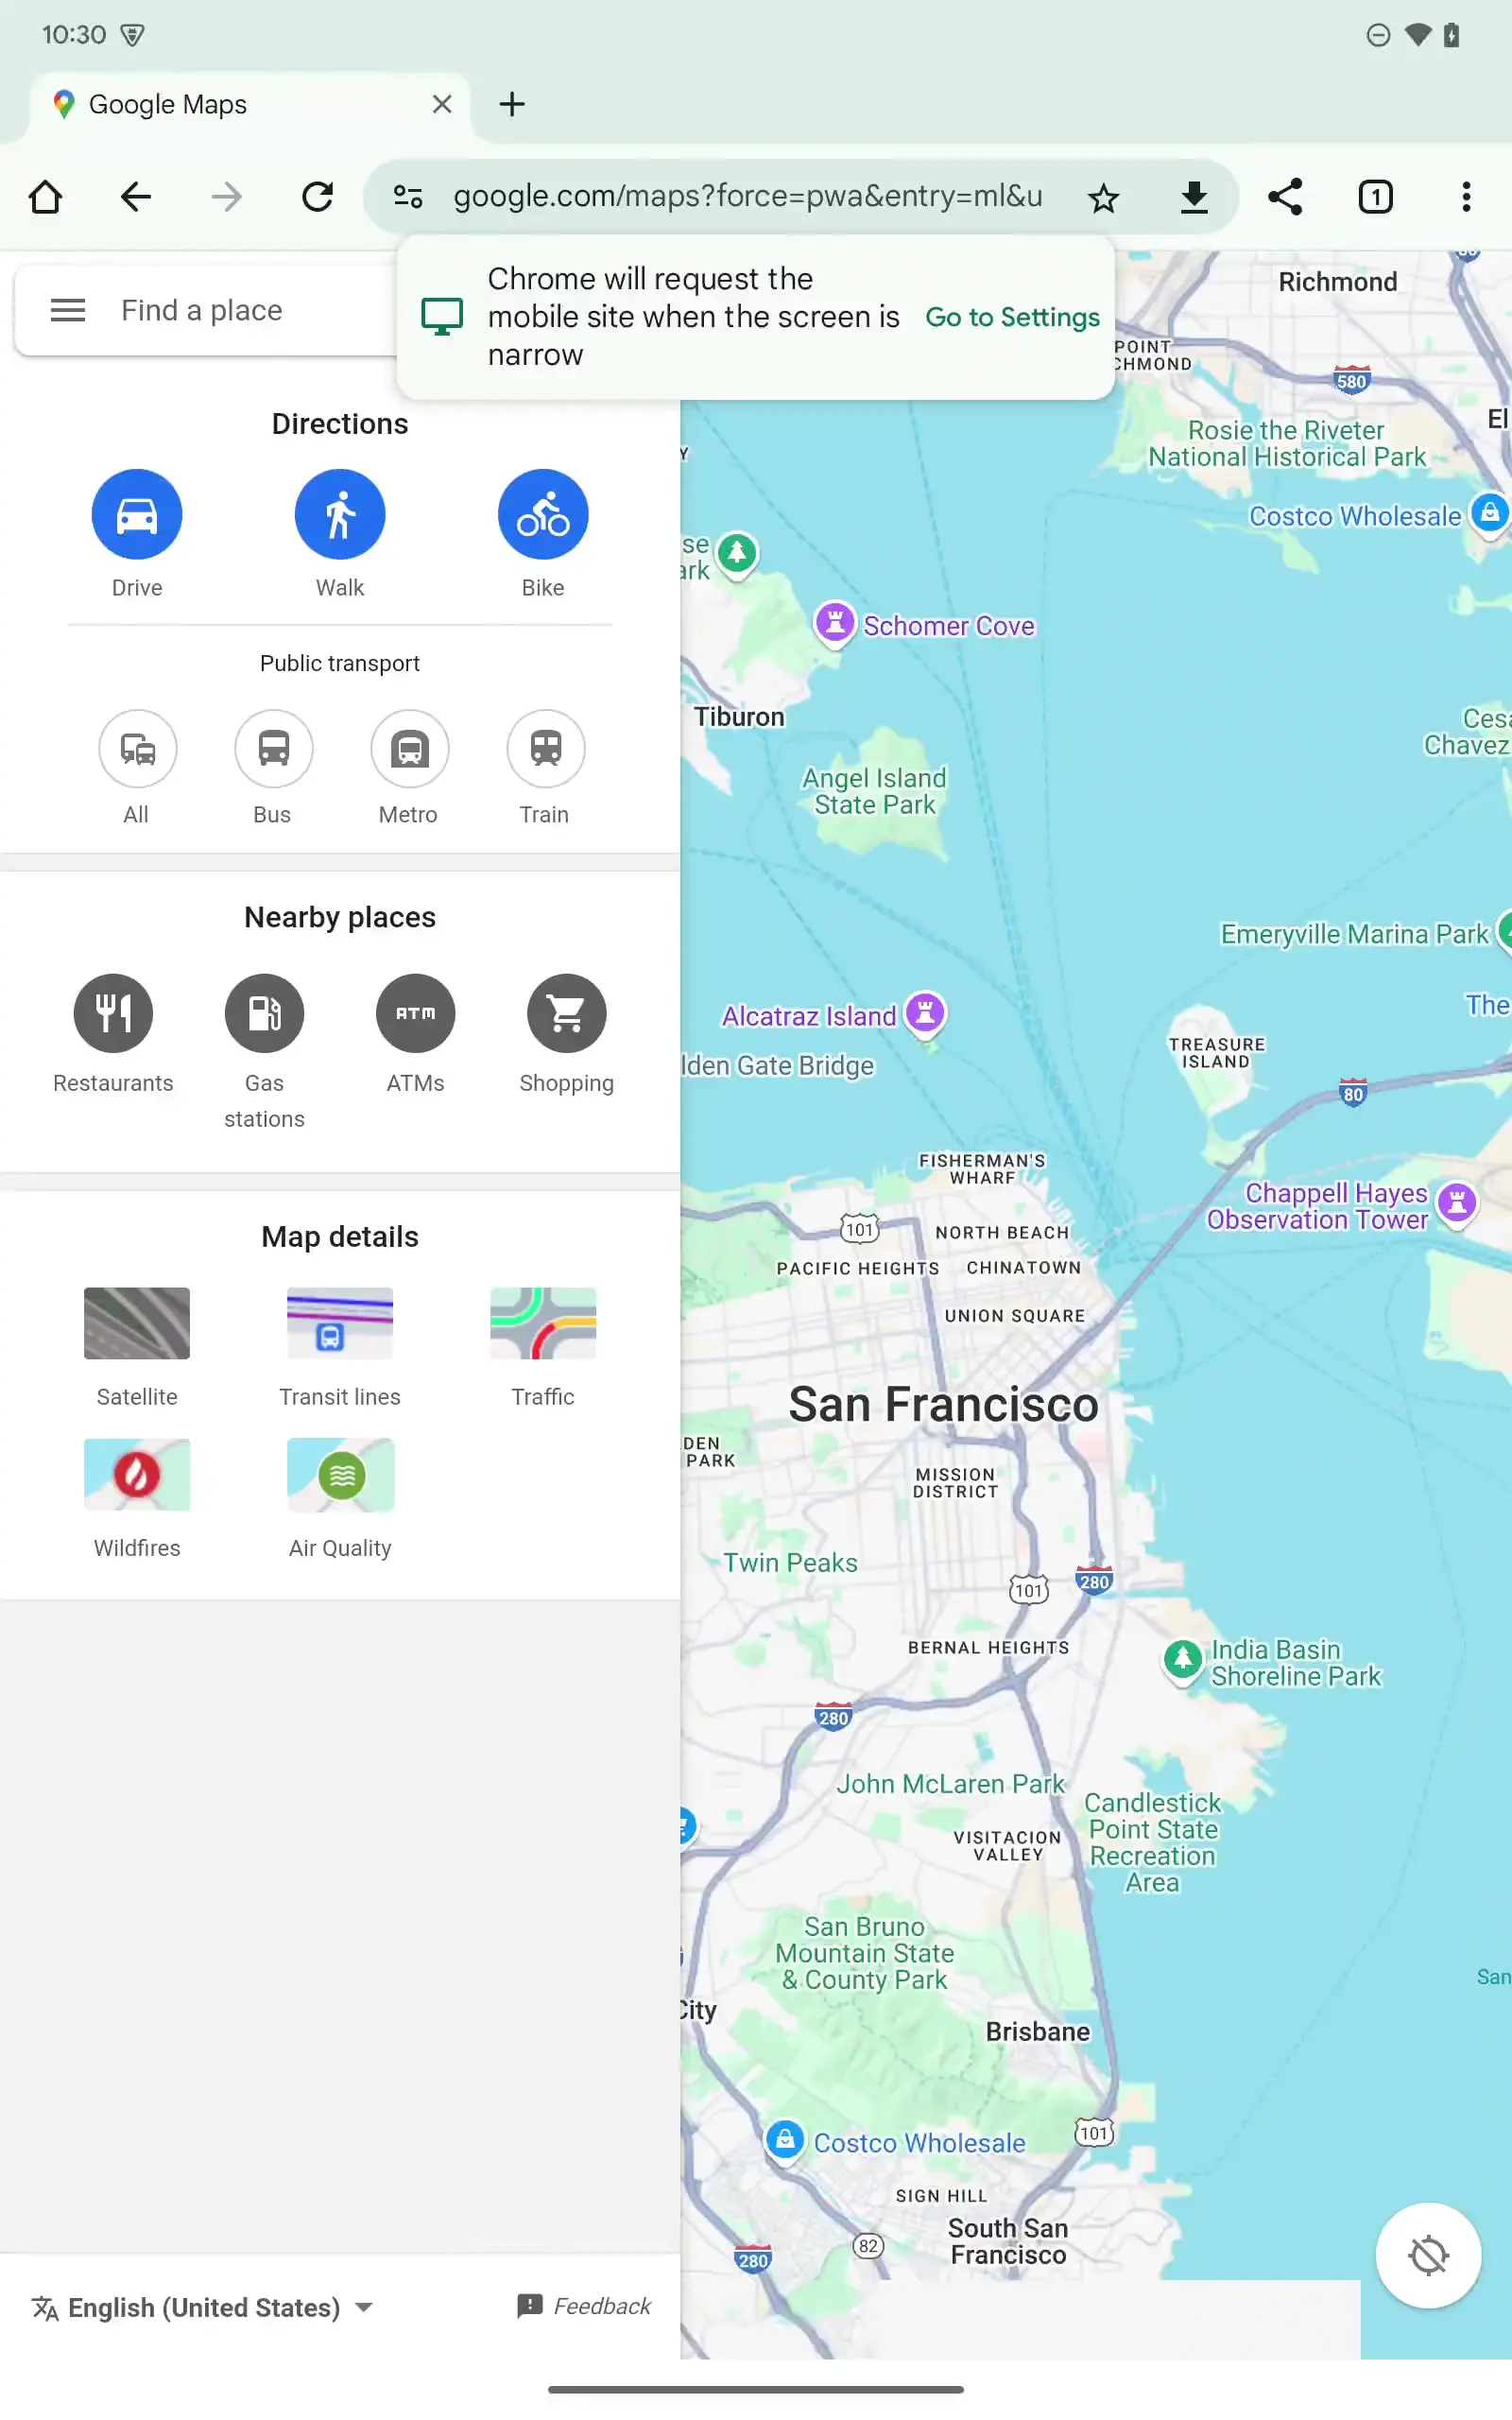 10:30
Google Maps
google.com/maps?force=pwa&entry=ml&u
1
Chrome will request the
mobile site when the screen is
narrow
Go to Settings
Find a place
Directions
Drive
Walk
Bike
Public transport
All
Bus
Metro
Train
Nearby places
ATM
Restaurants
Gas
stations
ATMs
Shopping
Map details
Satellite
Transit lines
Traffic
Wildfires
Air Quality
English (United States)
Feedback
Richmond
POINT
CHMOND
580
El
Rosie the Riveter
National Historical Park
Costco Wholesale
Y
se
ark
Schomer Cove
Tiburon
Cesa
Chavez
Angel Island
State Park
Emeryville Marina Park
The
Alcatraz Island
TREASURE
ISLAND
lden Gate Bridge
80
FISHERMAN'S
WHARF
Chappell Hayes
Observation Tower
101
NORTH BEACH
PACIFIC HEIGHTS
CHINATOWN
UNION SQUARE
San Francisco
DEN
PARK
MISSION
DISTRICT
Twin Peaks
101
280
BERNAL HEIGHTS
India Basin
Shoreline Park
280
John McLaren Park
Candlestick
Point State
Recreation
Area
VISITACION
VALLEY
San Bruno
Mountain State
& County Park
San
City
Brisbane
101
Costco Wholesale
SIGN HILL
South San
Francisco
82
280